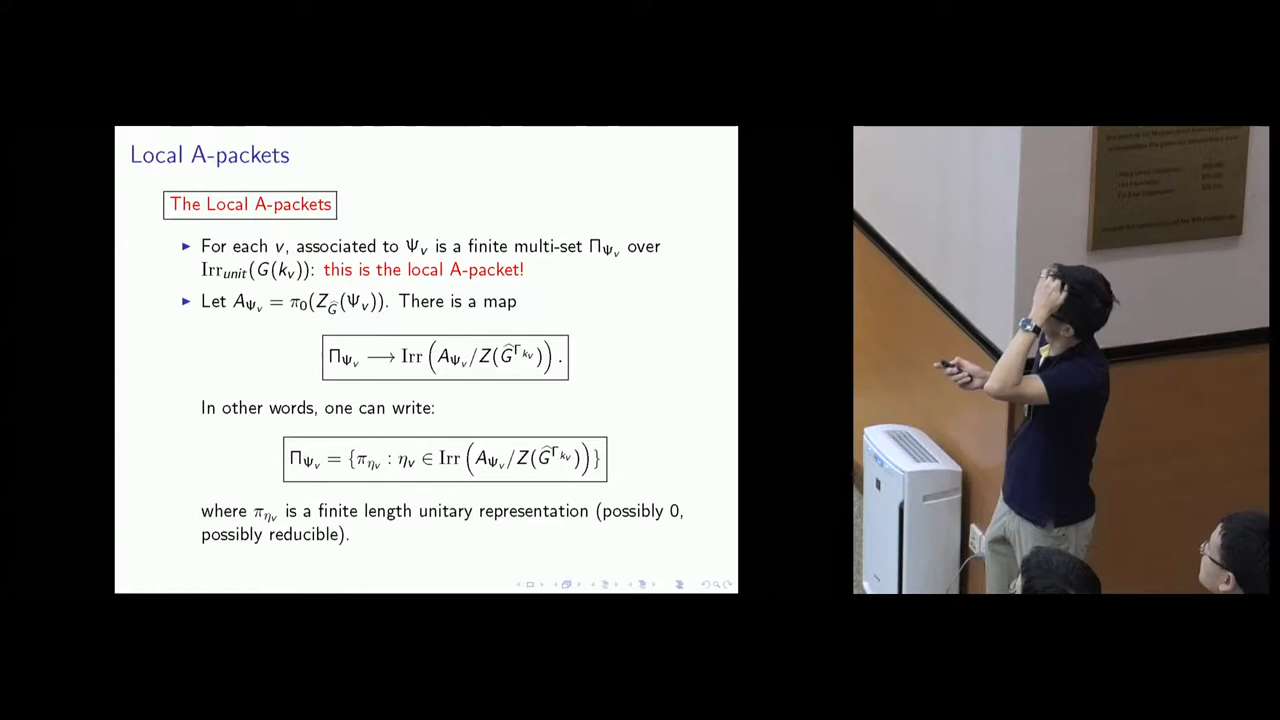 Local A-packets
The Local A-packets
▶ For each v, associated to Ψ_v is a finite multi-set Π_{Ψ_v} over
Irr_{unit}(G(k_v)): this is the local A-packet!
▶ Let A_{Ψ_v} = π_0(Z_{\widehat{G}}(Ψ_v)). There is a map
Π_{Ψ_v} ⟶ Irr (A_{Ψ_v}/Z(\widehat{G}^{Γ_{k_v}})) .
In other words, one can write:
Π_{Ψ_v} = {π_{η_v} : η_v ∈ Irr (A_{Ψ_v}/Z(\widehat{G}^{Γ_{k_v}}))}
where π_{η_v} is a finite length unitary representation (possibly 0,
possibly reducible).